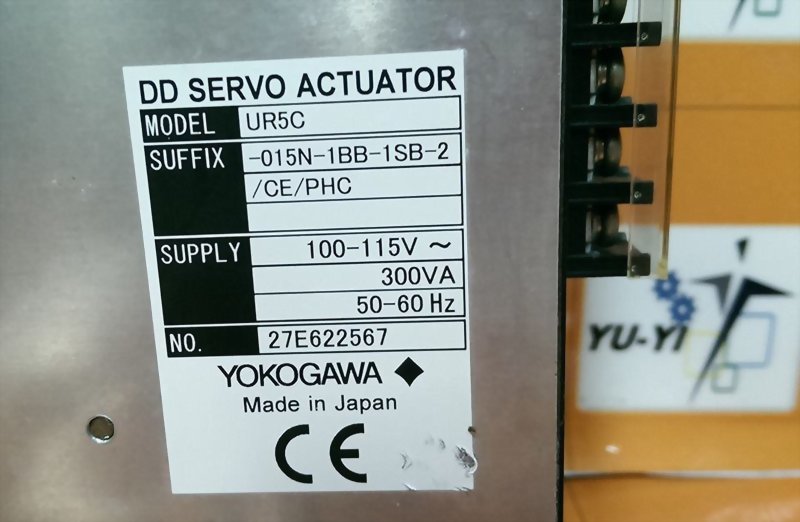 DD SERVO ACTUATOR
MODEL UR5C
SUFFIX -015N-1BB-1SB-2
/CE/PHC
SUPPLY 100-115V ~
300VA
50-60 Hz
NO. 27E622567
YOKOGAWA
Made in Japan
CE
YU-YI